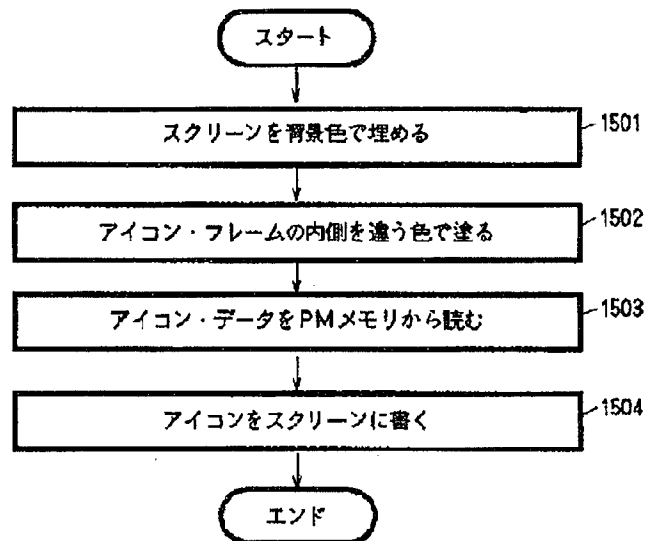 スタート
スクリーンを背景色で埋める
1501
アイコン・フレームの内側を違う色で塗る
1502
アイコン・データをPMメモリから読む
1503
アイコンをスクリーンに書く
1504
エンド